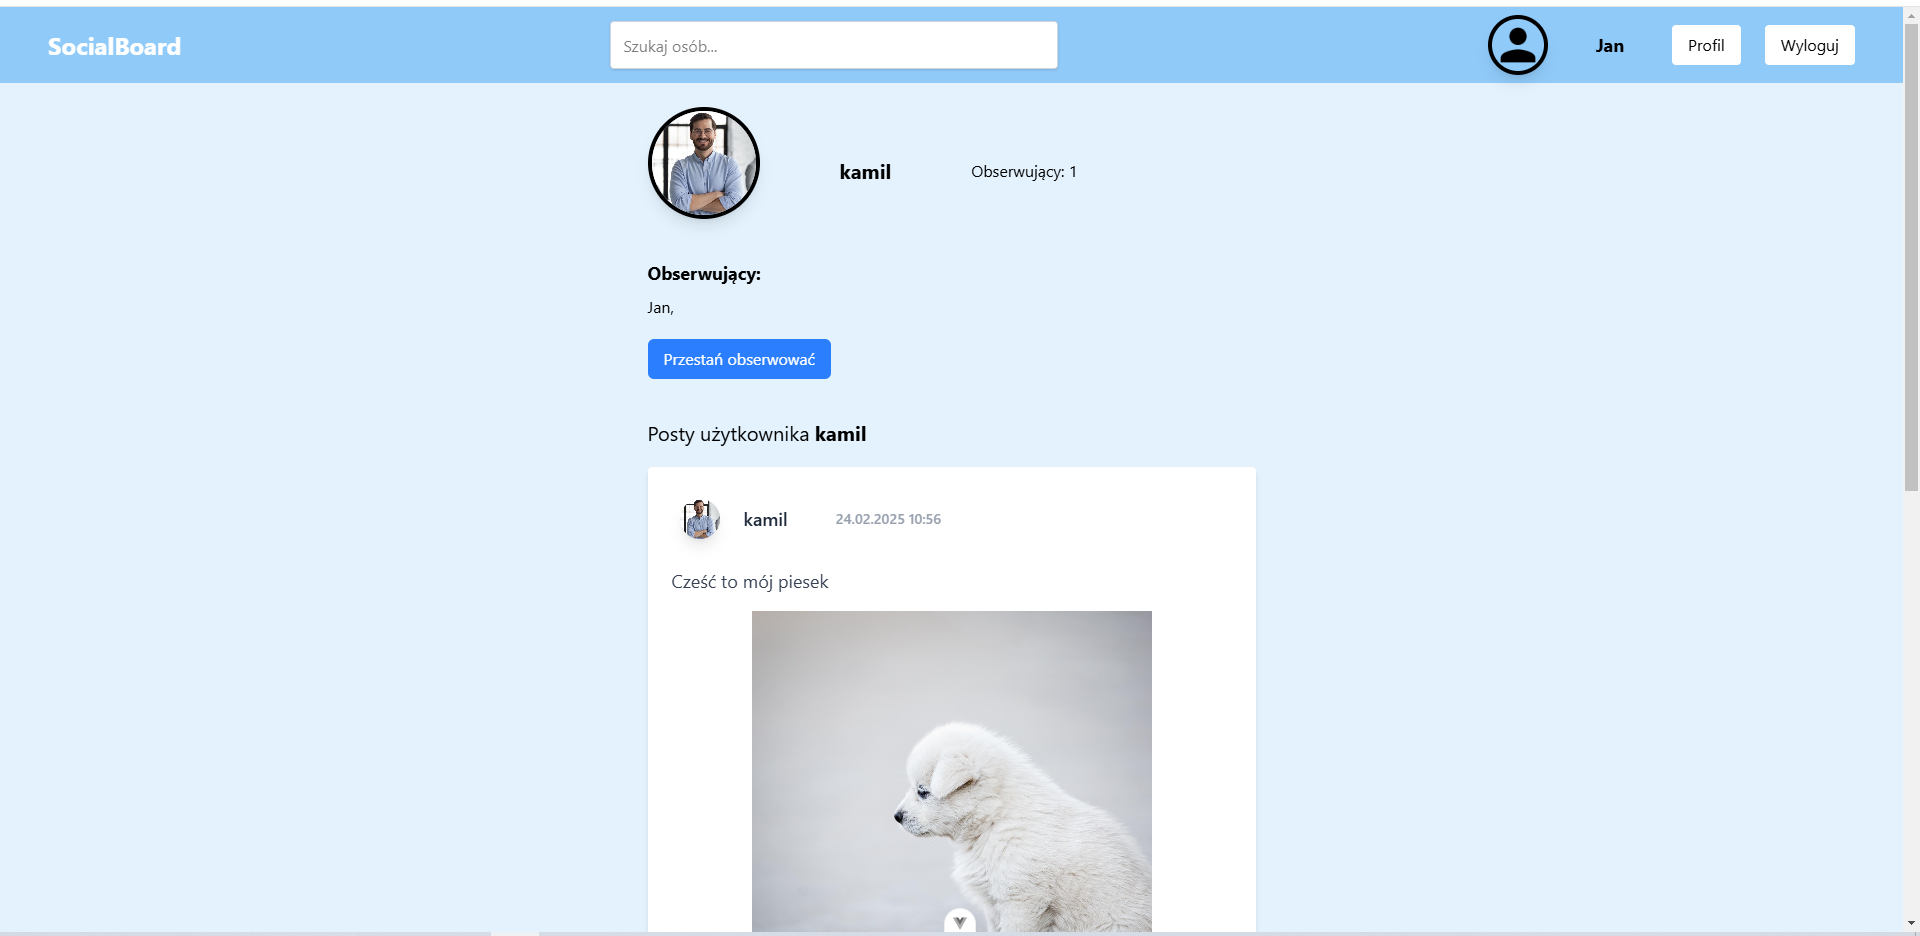 SocialBoard
Szukaj osób...
Jan
Profil
Wyloguj
kamil
Obserwujący: 1
Obserwujący:
Jan,
Przestań obserwować
Posty użytkownika kamil
kamil
24.02.2025 10:56
Cześć to mój piesek